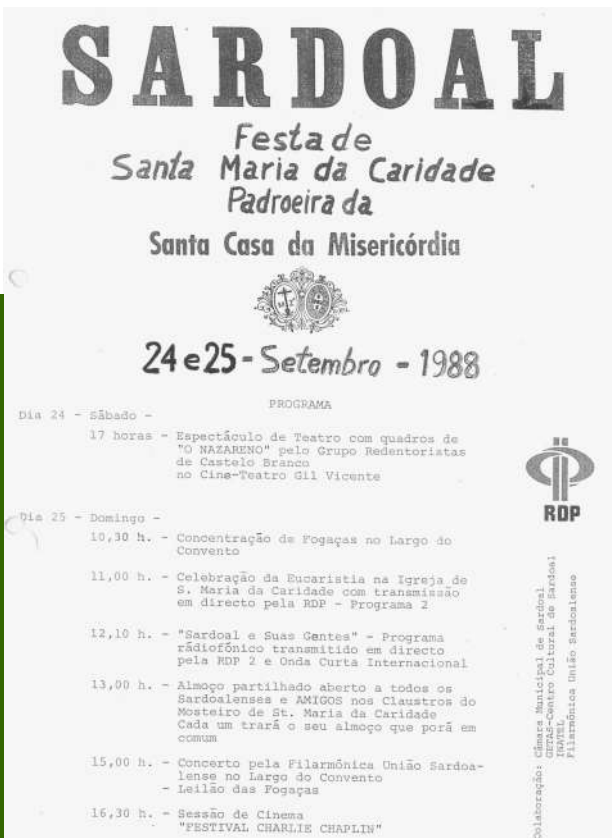 SARDOAL
Festa de
Santa Maria da Caridade
Padroeira da
Santa Casa da Misericórdia
24 e 25 - Setembro - 1988
PROGRAMA
Dia 24 - Sábado -
17 horas - Espectáculo de Teatro com quadros de
"O NAZARENO" pelo Grupo Redentoristas
de Castelo Branco
no Cine-Teatro Gil Vicente
RDP
Dia 25 - Domingo -
10,30 h. - Concentração de Fogaças no Largo do
Convento
11,00 h. - Celebração da Eucaristia na Igreja de
S. Maria da Caridade com transmissão
em directo pela RDP - Programa 2
12,10 h. - "Sardoal e Suas Gentes" - Programa
rádiofónico transmitido em directo
pela RDP 2 e Onda Curta Internacional
13,00 h. - Almoço partilhado aberto a todos os
Sardoalenses e AMIGOS nos Claustros do
Mosteiro de St. Maria da Caridade
Cada um trará o seu almoço que porá em
comum
15,00 h. - Concerto pela Filarmónica União Sardoa-
lense no Largo do Convento
- Leilão das Fogaças
16,30 h. - Sessão de Cinema
"FESTIVAL CHARLIE CHAPLIN"
Colaboração: Câmara Municipal de Sardoal
GETAS-Centro Cultural de Sardoal
INATEL
Filarmónica União Sardoalense